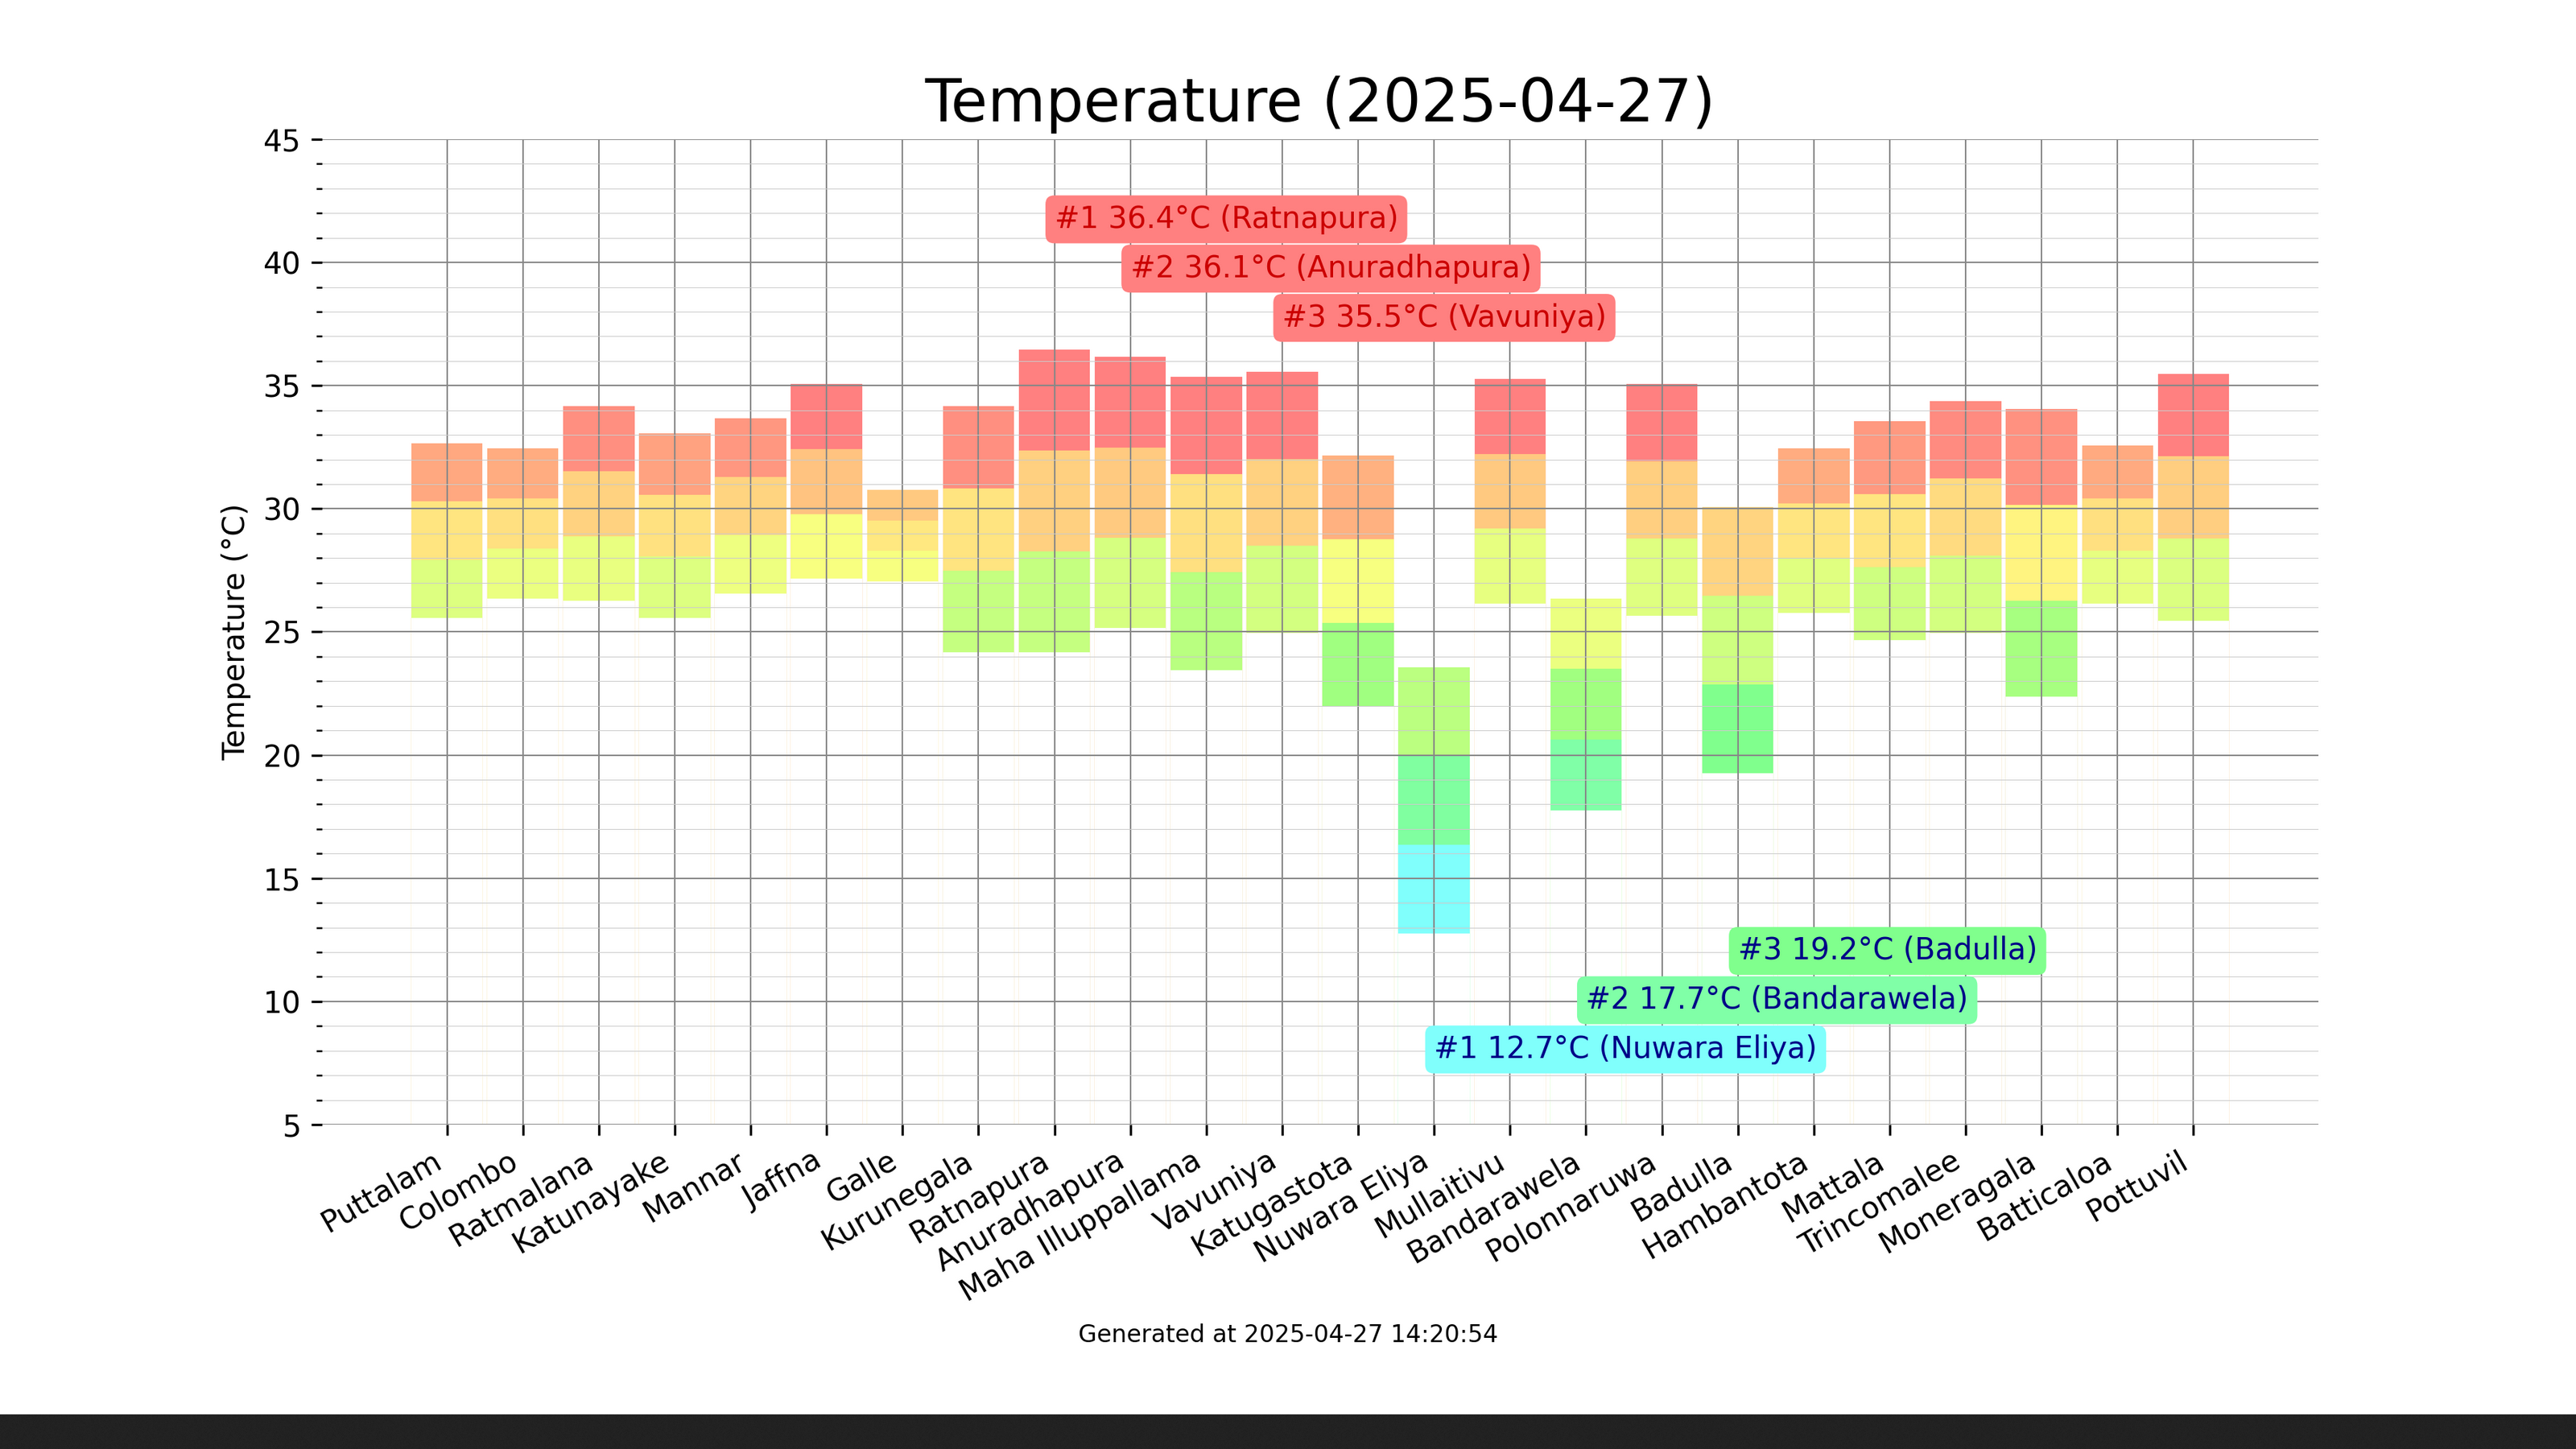 Temperature (2025-04-27)
45
40
35
30
25
20
15
10
5
Temperature (°C)
#1 36.4°C (Ratnapura)
#2 36.1°C (Anuradhapura)
#3 35.5°C (Vavuniya)
#3 19.2°C (Badulla)
#2 17.7°C (Bandarawela)
#1 12.7°C (Nuwara Eliya)
Puttalam
Colombo
Ratmalana
Katunayake
Mannar
Jaffna
Galle
Kurunegala
Ratnapura
Anuradhapura
Maha Illuppallama
Vavuniya
Katugastota
Nuwara Eliya
Mullaitivu
Bandarawela
Polonnaruwa
Badulla
Hambantota
Mattala
Trincomalee
Moneragala
Batticaloa
Pottuvil
Generated at 2025-04-27 14:20:54